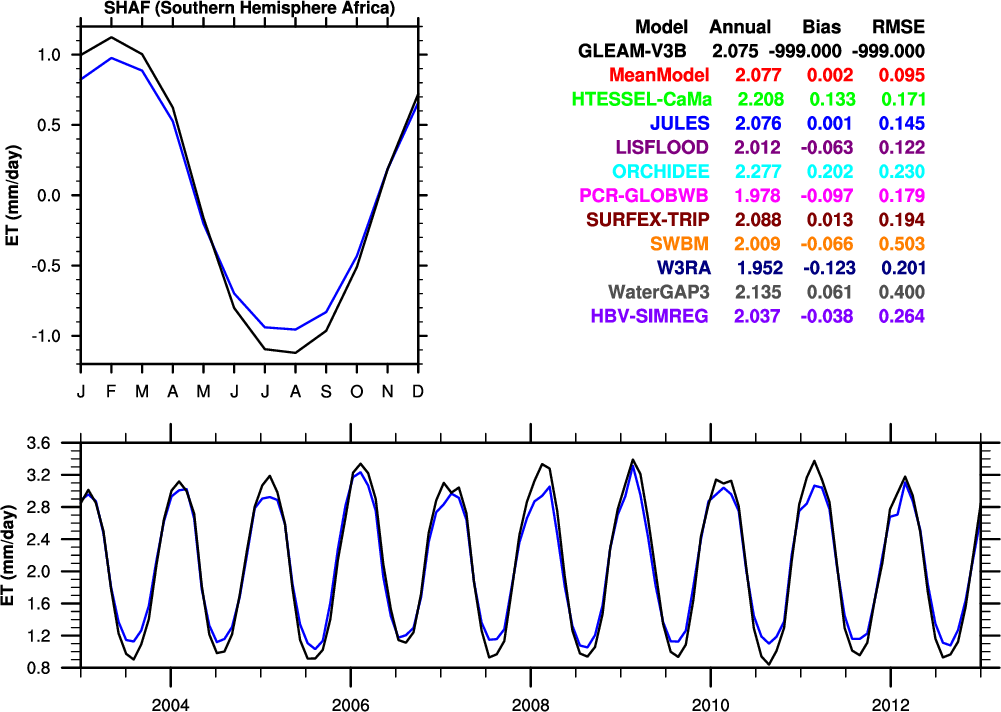 SHAF (Southern Hemisphere Africa)
1.0
0.5
0.0
-0.5
-1.0
ET (mm/day)
J F M A M J J A S O N D
Model Annual Bias RMSE
GLEAM-V3B 2.075 -999.000 -999.000
MeanModel 2.077 0.002 0.095
HTESSEL-CaMa 2.208 0.133 0.171
JULES 2.076 0.001 0.145
LISFLOOD 2.012 -0.063 0.122
ORCHIDEE 2.277 0.202 0.230
PCR-GLOBWB 1.978 -0.097 0.179
SURFEX-TRIP 2.088 0.013 0.194
SWBM 2.009 -0.066 0.503
W3RA 1.952 -0.123 0.201
WaterGAP3 2.135 0.061 0.400
HBV-SIMREG 2.037 -0.038 0.264
3.6
3.2
2.8
2.4
2.0
1.6
1.2
0.8
ET (mm/day)
2004 2006 2008 2010 2012